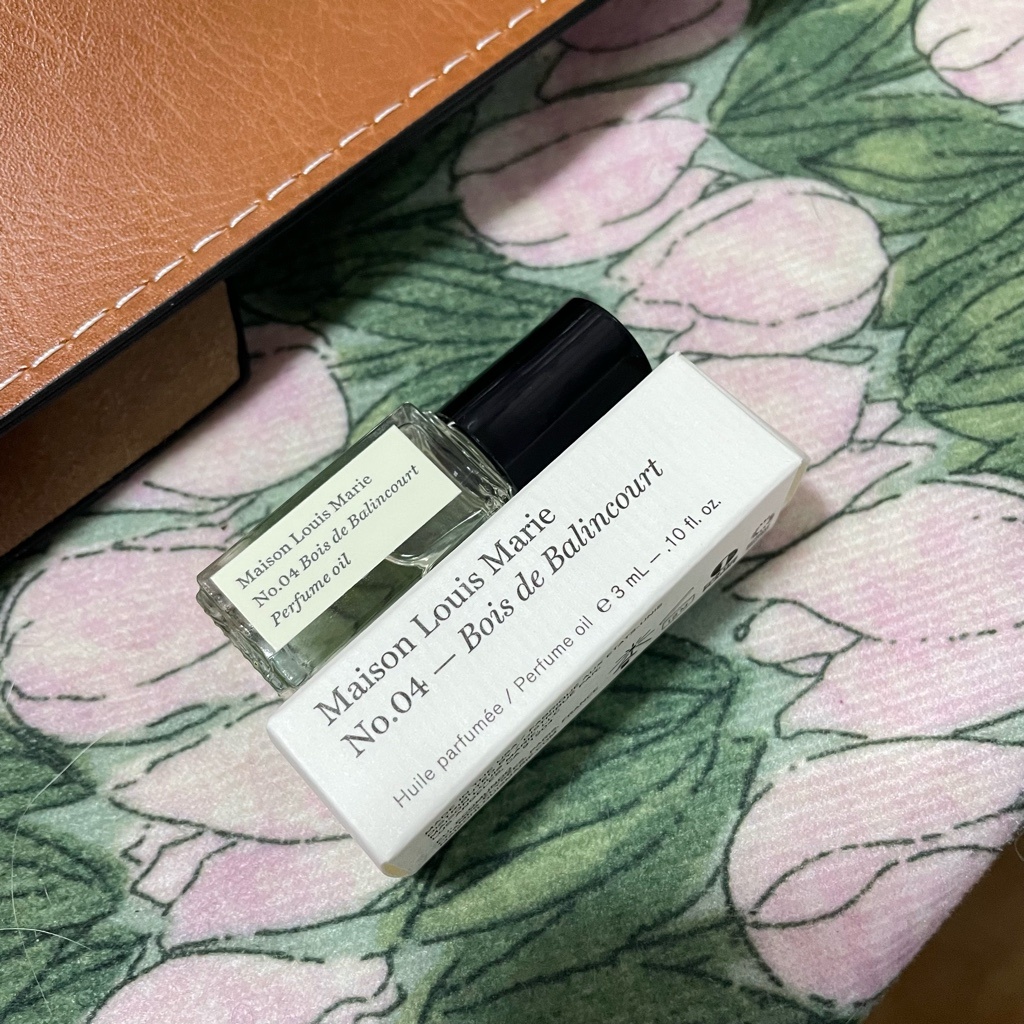 Maison Louis Marie
No.04 Bois de Balincourt
Perfume oil
Maison Louis Marie
No.04 — Bois de Balincourt
Huile parfumée / Perfume oil ℮ 3 mL — .10 fl. oz.